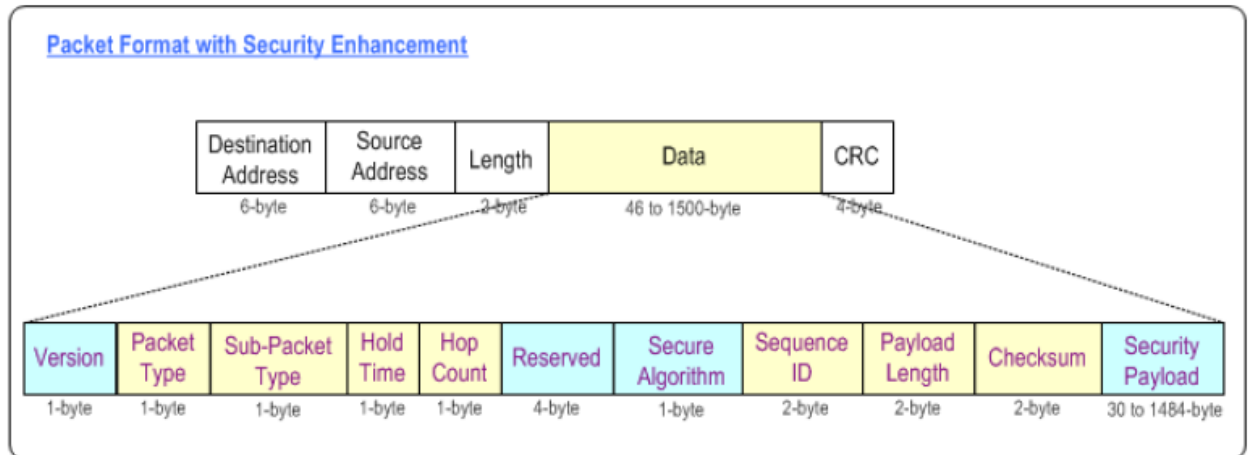 Packet Format with Security Enhancement
Destination Address
Source Address
Length
Data
CRC
6-byte
6-byte
2-byte
46 to 1500-byte
4-byte
Version
Packet Type
Sub-Packet Type
Hold Time
Hop Count
Reserved
Secure Algorithm
Sequence ID
Payload Length
Checksum
Security Payload
1-byte
1-byte
1-byte
1-byte
1-byte
4-byte
1-byte
2-byte
2-byte
2-byte
30 to 1484-byte